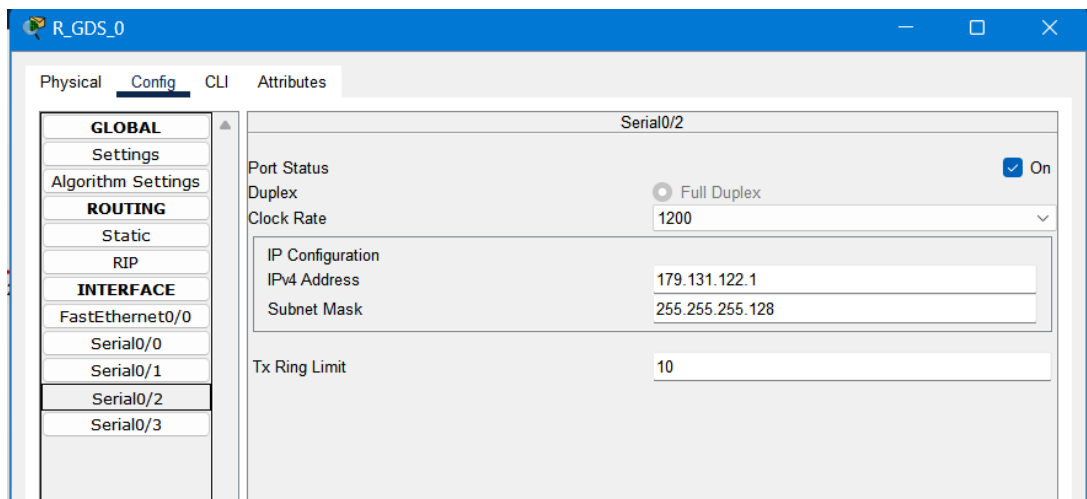 R_GDS_0
Physical Config CLI Attributes
GLOBAL
Settings
Algorithm Settings
ROUTING
Static
RIP
INTERFACE
FastEthernet0/0
Serial0/0
Serial0/1
Serial0/2
Serial0/3
Serial0/2
Port Status On
Duplex Full Duplex
Clock Rate 1200
IP Configuration
IPv4 Address 179.131.122.1
Subnet Mask 255.255.255.128
Tx Ring Limit 10